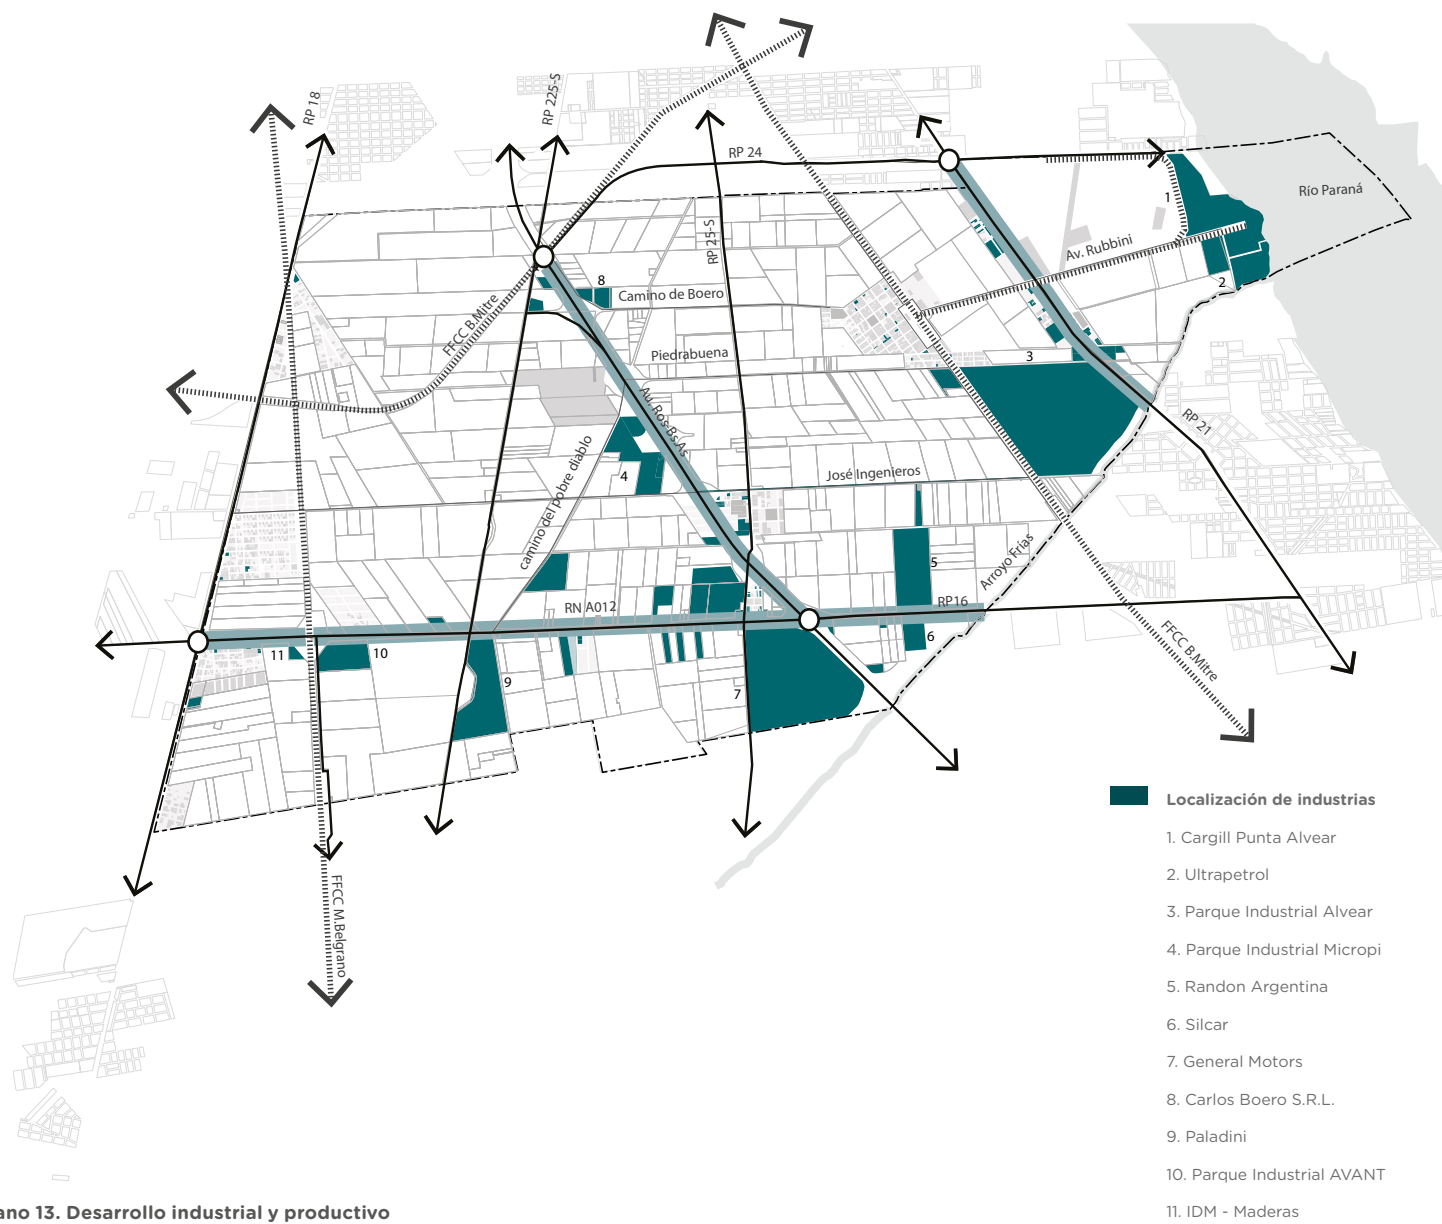 RP 18
RP 225-S
RP 24
Río Paraná
1
Av. Rubbini
RP 25-S
8
Camino de Boero
2
FFCC B.Mitre
Piedrabuena
3
Au. Ros-Bs.As
RP 21
camino del pobre diablo
4
José Ingenieros
Arroyo Frías
5
RN A012
RP16
6
11
10
9
7
FFCC B.Mitre
FFCC M.Belgrano
Localización de industrias
1. Cargill Punta Alvear
2. Ultrapetrol
3. Parque Industrial Alvear
4. Parque Industrial Micropi
5. Randon Argentina
6. Silcar
7. General Motors
8. Carlos Boero S.R.L.
9. Paladini
10. Parque Industrial AVANT
11. IDM - Maderas
ano 13. Desarrollo industrial y productivo